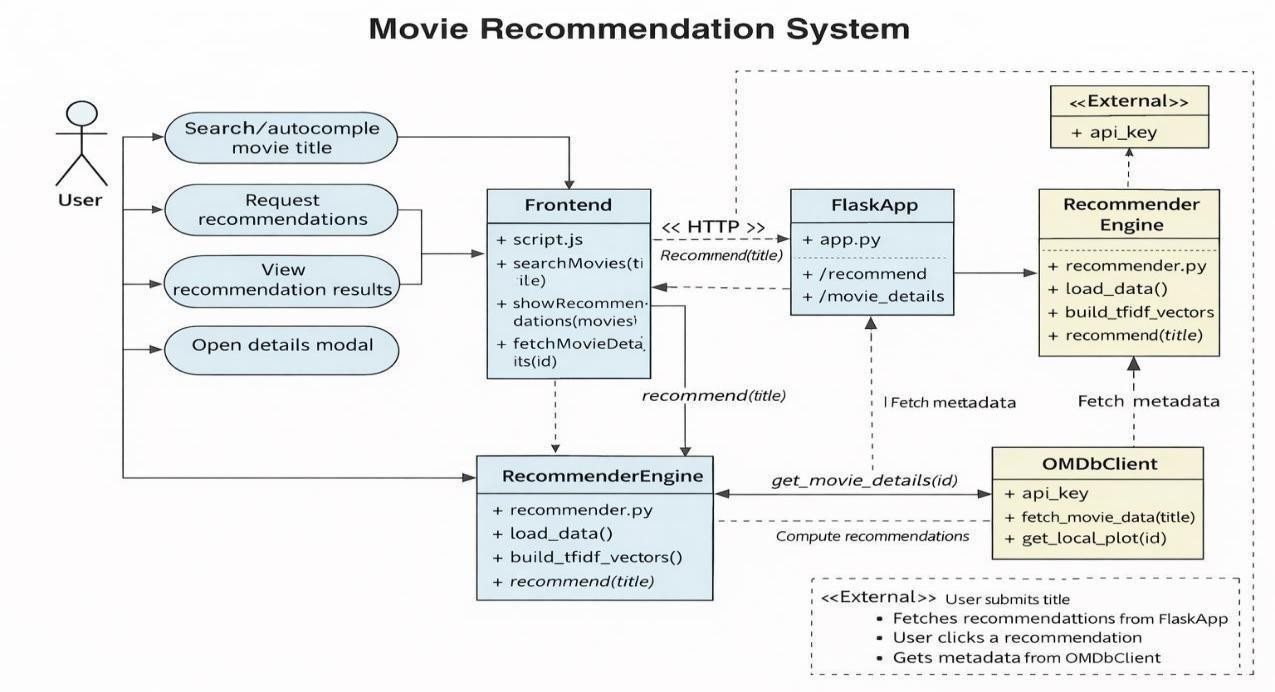 Movie Recommendation System
User
Search/autocomple
movie title
Request
recommendations
View
recommendation results
Open details modal
Frontend
+ script.js
+ searchMovies(ti
ile)
+ showRecommen-
dations(movies)
+ fetchMovieDeta
its(id)
<< HTTP >>
Recommend(title)
FlaskApp
+ app.py
+ /recommend
+ /movie_details
<<External>>
+ api_key
Recommender
Engine
+ recommender.py
+ load_data()
+ build_tfidf_vectors
+ recommend(title)
recommend(title)
Fetch metadata
Fetch metadata
RecommenderEngine
+ recommender.py
+ load_data()
+ build_tfidf_vectors()
+ recommend(title)
get_movie_details(id)
Compute recommendations
OMDbClient
+ api_key
+ fetch_movie_data(title)
+ get_local_plot(id)
<<External>> User submits title
▪ Fetches recommendattions from FlaskApp
▪ User clicks a recommendation
▪ Gets metadata from OMDbClient